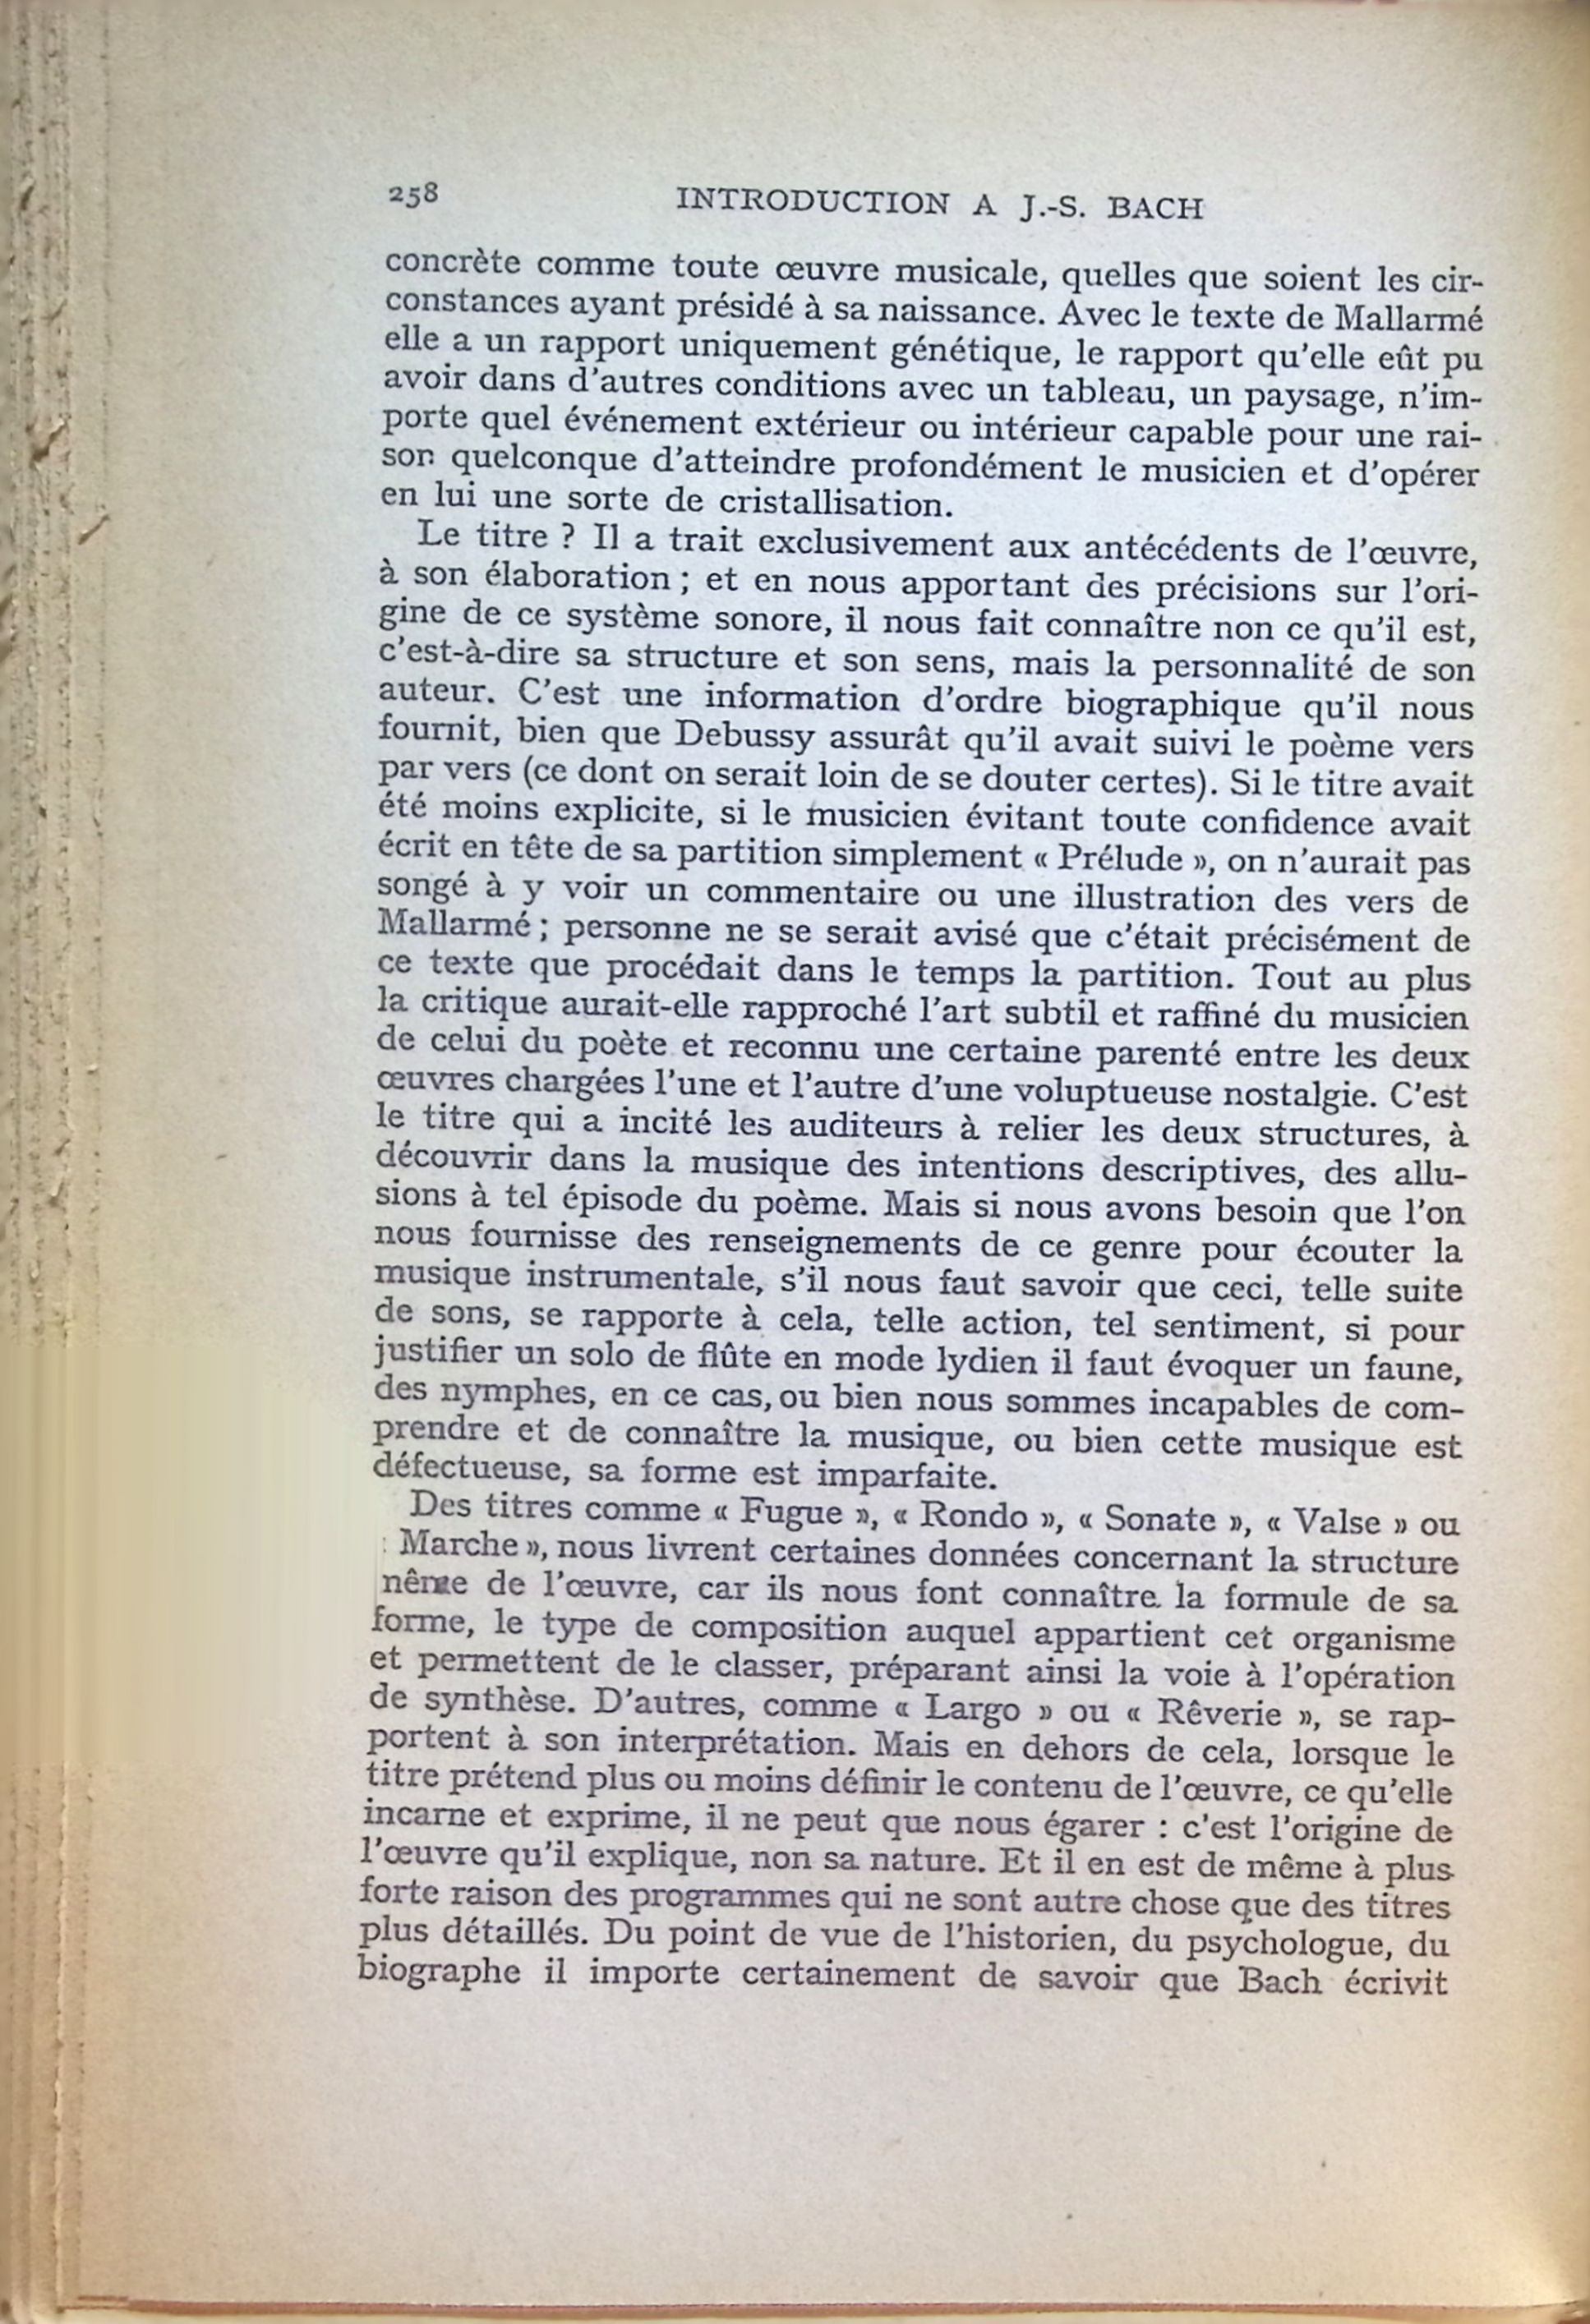 258 INTRODUCTION A J.-S. BACH
concrète comme toute œuvre musicale, quelles que soient les cir-
constances ayant présidé à sa naissance. Avec le texte de Mallarmé
elle a un rapport uniquement génétique, le rapport qu'elle eût pu
avoir dans d'autres conditions avec un tableau, un paysage, n'im-
porte quel événement extérieur ou intérieur capable pour une rai-
son quelconque d'atteindre profondément le musicien et d'opérer
en lui une sorte de cristallisation.
Le titre ? Il a trait exclusivement aux antécédents de l'œuvre,
à son élaboration ; et en nous apportant des précisions sur l'ori-
gine de ce système sonore, il nous fait connaître non ce qu'il est,
c'est-à-dire sa structure et son sens, mais la personnalité de son
auteur. C'est une information d'ordre biographique qu'il nous
fournit, bien que Debussy assurât qu'il avait suivi le poème vers
par vers (ce dont on serait loin de se douter certes). Si le titre avait
été moins explicite, si le musicien évitant toute confidence avait
écrit en tête de sa partition simplement « Prélude », on n'aurait pas
songé à y voir un commentaire ou une illustration des vers de
Mallarmé ; personne ne se serait avisé que c'était précisément de
ce texte que procédait dans le temps la partition. Tout au plus
la critique aurait-elle rapproché l'art subtil et raffiné du musicien
de celui du poète et reconnu une certaine parenté entre les deux
œuvres chargées l'une et l'autre d'une voluptueuse nostalgie. C'est
le titre qui a incité les auditeurs à relier les deux structures, à
découvrir dans la musique des intentions descriptives, des allu-
sions à tel épisode du poème. Mais si nous avons besoin que l'on
nous fournisse des renseignements de ce genre pour écouter la
musique instrumentale, s'il nous faut savoir que ceci, telle suite
de sons, se rapporte à cela, telle action, tel sentiment, si pour
justifier un solo de flûte en mode lydien il faut évoquer un faune,
des nymphes, en ce cas, ou bien nous sommes incapables de com-
prendre et de connaître la musique, ou bien cette musique est
défectueuse, sa forme est imparfaite.
Des titres comme « Fugue », « Rondo », « Sonate », « Valse » ou
Marche », nous livrent certaines données concernant la structure
même de l'œuvre, car ils nous font connaître la formule de sa
forme, le type de composition auquel appartient cet organisme
et permettent de le classer, préparant ainsi la voie à l'opération
de synthèse. D'autres, comme « Largo » ou « Rêverie », se rap-
portent à son interprétation. Mais en dehors de cela, lorsque le
titre prétend plus ou moins définir le contenu de l'œuvre, ce qu'elle
incarne et exprime, il ne peut que nous égarer : c'est l'origine de
l'œuvre qu'il explique, non sa nature. Et il en est de même à plus
forte raison des programmes qui ne sont autre chose que des titres
plus détaillés. Du point de vue de l'historien, du psychologue, du
biographe il importe certainement de savoir que Bach écrivit